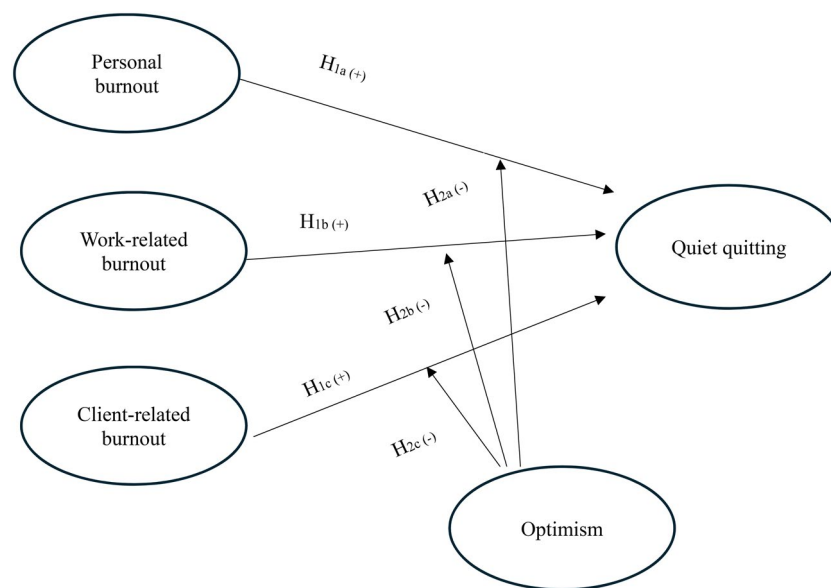 Personal
burnout
H1a (+)
H2a (-)
Work-related
burnout
H1b (+)
Quiet quitting
H2b (-)
Client-related
burnout
H1c (+)
H2c (-)
Optimism